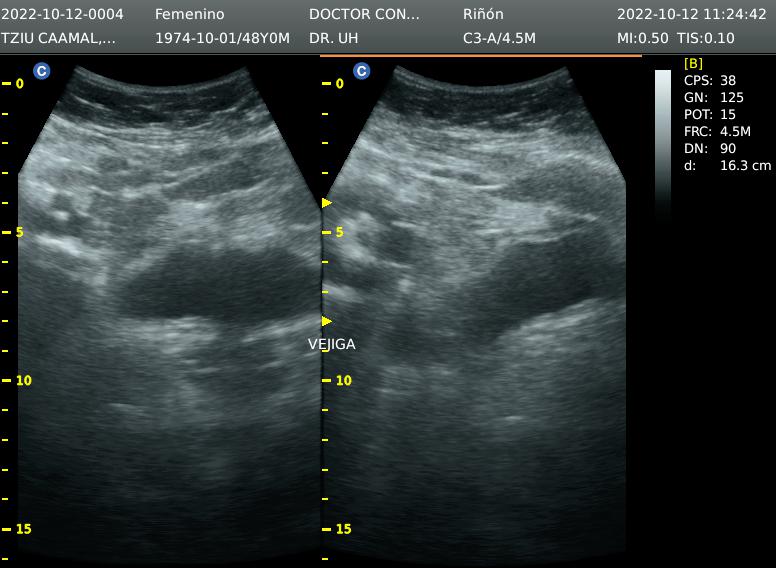 2022-10-12-0004 Femenino DOCTOR CON... Riñón 2022-10-12 11:24:42
TZIU CAAMAL,... 1974-10-01/48Y0M DR. UH C3-A/4.5M MI:0.50 TIS:0.10
C
C
[B]
CPS: 38
GN: 125
POT: 15
FRC: 4.5M
DN: 90
d: 16.3 cm
0
0
5
5
VEJIGA
10
10
15
15